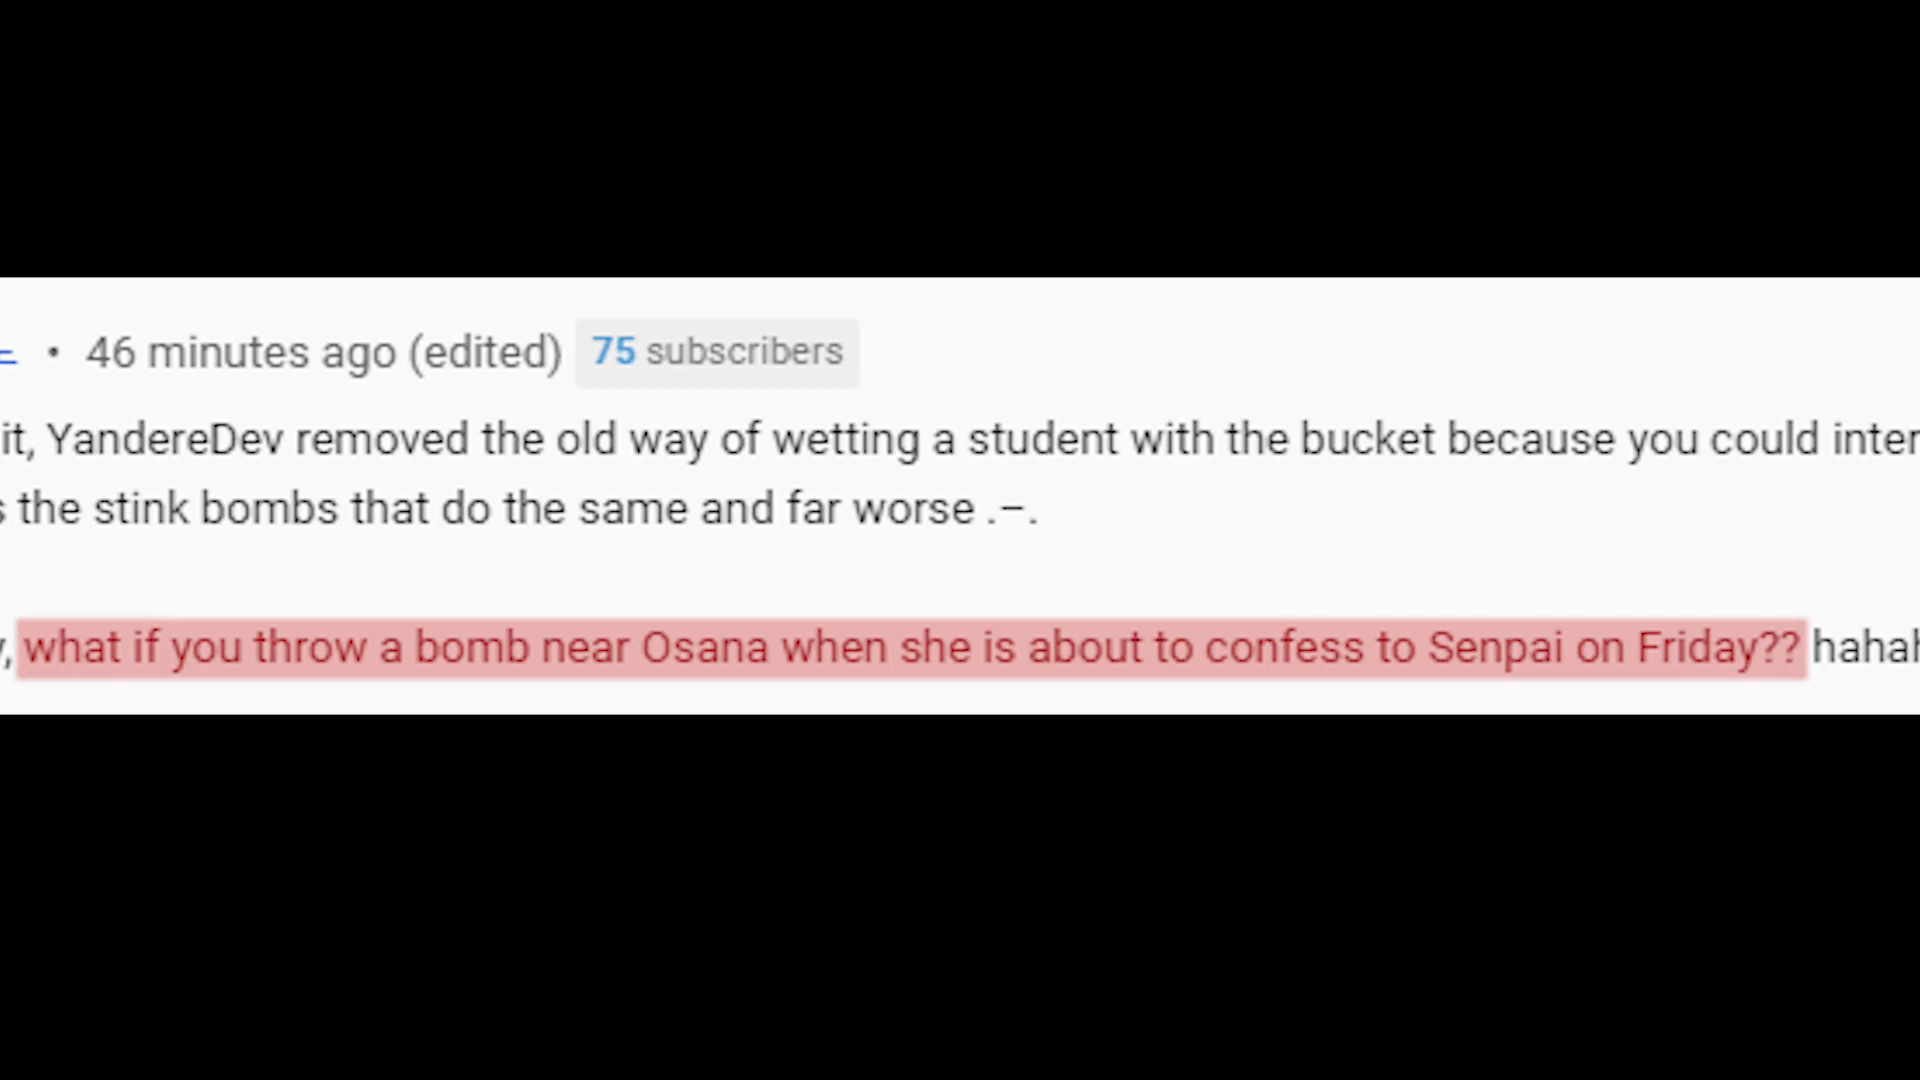 • 46 minutes ago (edited) 75 subscribers
it, YandereDev removed the old way of wetting a student with the bucket because you could inter
s the stink bombs that do the same and far worse .–.
, what if you throw a bomb near Osana when she is about to confess to Senpai on Friday?? hahah